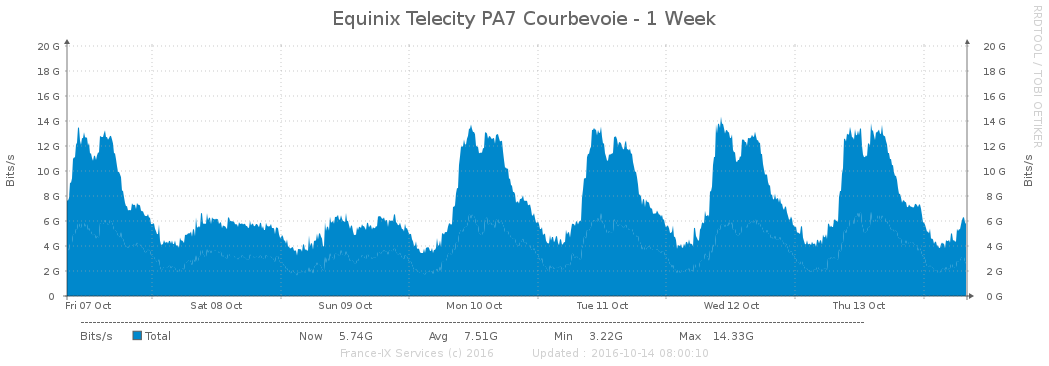 Equinix Telecity PA7 Courbevoie - 1 Week
RRDTOOL / TOBI OETIKER
Bits/s
20 G
18 G
16 G
14 G
12 G
10 G
8 G
6 G
4 G
2 G
0
20 G
18 G
16 G
14 G
12 G
10 G
8 G
6 G
4 G
2 G
0 G
Bits/s
Fri 07 Oct Sat 08 Oct Sun 09 Oct Mon 10 Oct Tue 11 Oct Wed 12 Oct Thu 13 Oct
Bits/s Total Now 5.74G Avg 7.51G Min 3.22G Max 14.33G
France-IX Services (c) 2016 Updated : 2016-10-14 08:00:10